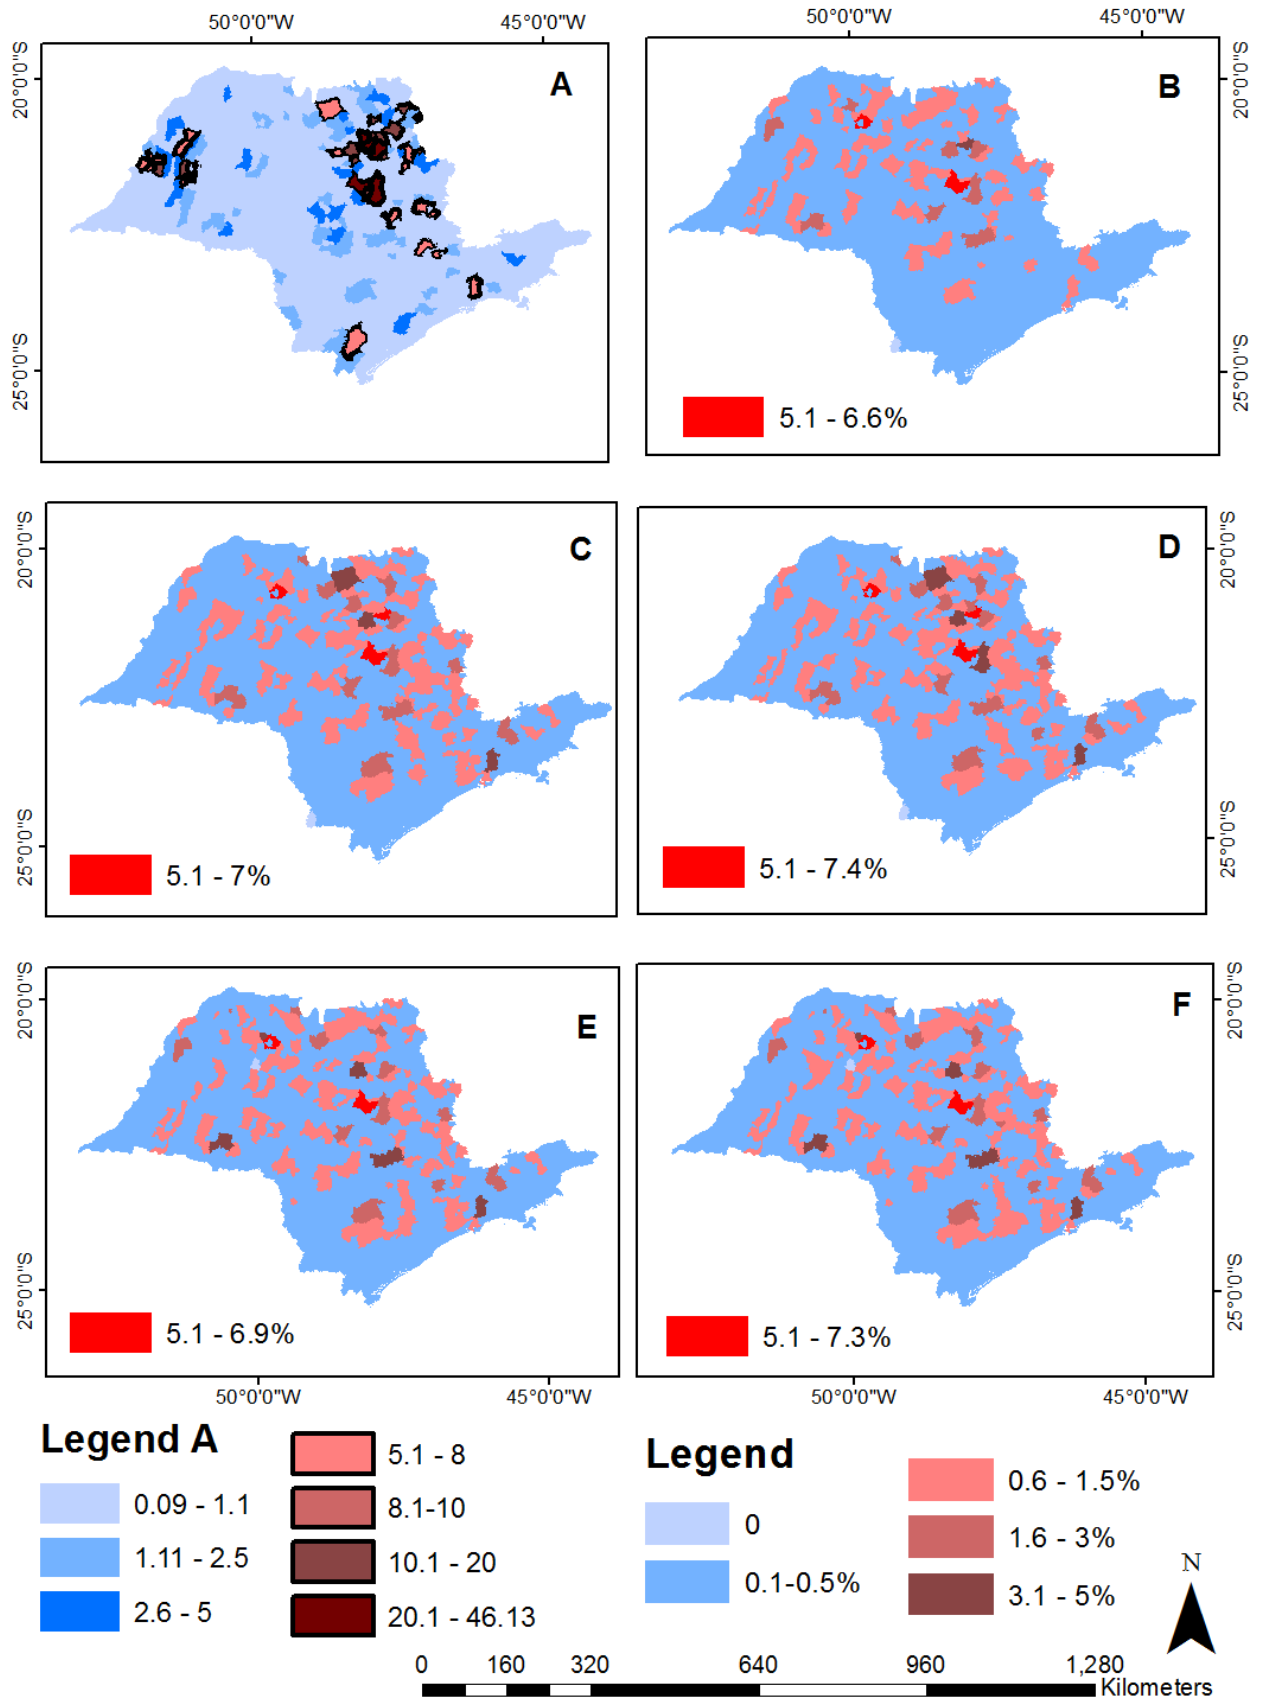 50°0'0"W 45°0'0"W
50°0'0"W 45°0'0"W
20°0'0"S
25°0'0"S
A
B
20°0'0"S
25°0'0"S
5.1 - 6.6%
20°0'0"S
25°0'0"S
C
5.1 - 7%
D
20°0'0"S
25°0'0"S
5.1 - 7.4%
20°0'0"S
25°0'0"S
E
5.1 - 6.9%
F
20°0'0"S
25°0'0"S
5.1 - 7.3%
50°0'0"W 45°0'0"W
50°0'0"W 45°0'0"W
Legend A
0.09 - 1.1
1.11 - 2.5
2.6 - 5
5.1 - 8
8.1-10
10.1 - 20
20.1 - 46.13
Legend
0
0.1-0.5%
0.6 - 1.5%
1.6 - 3%
3.1 - 5%
N
0 160 320 640 960 1,280
Kilometers